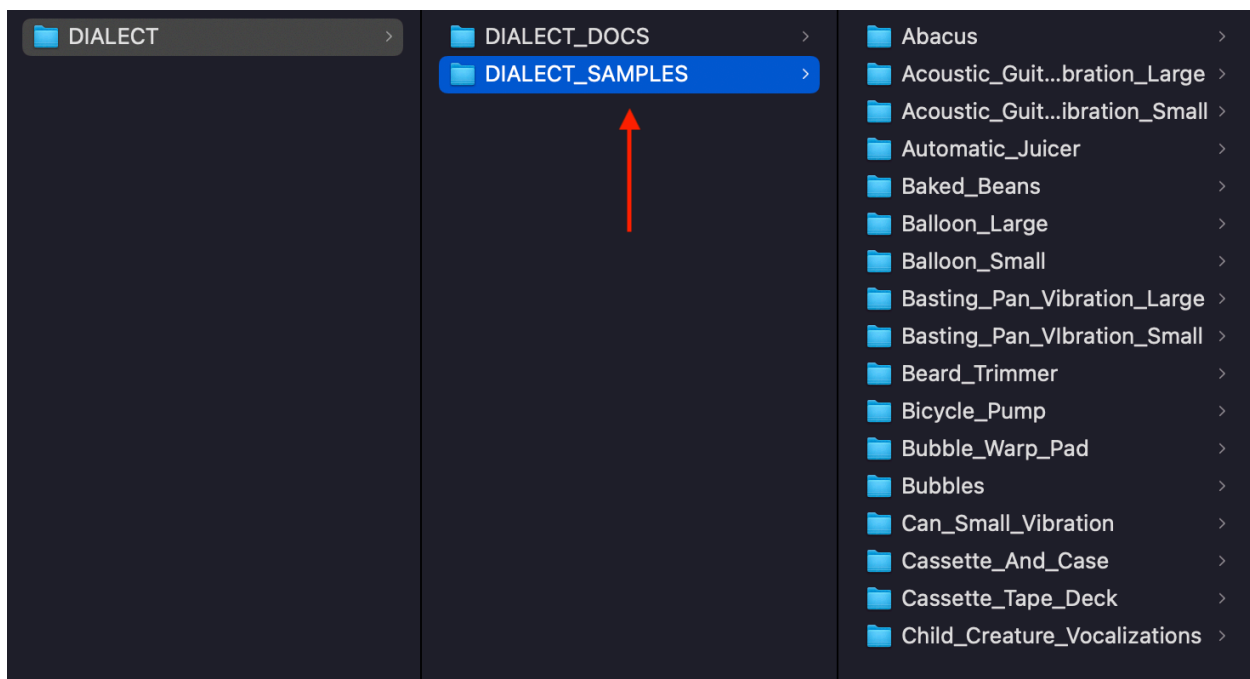 DIALECT
DIALECT_DOCS
DIALECT_SAMPLES
Abacus
Acoustic_Guit...bration_Large
Acoustic_Guit...ibration_Small
Automatic_Juicer
Baked_Beans
Balloon_Large
Balloon_Small
Basting_Pan_Vibration_Large
Basting_Pan_VIbration_Small
Beard_Trimmer
Bicycle_Pump
Bubble_Warp_Pad
Bubbles
Can_Small_Vibration
Cassette_And_Case
Cassette_Tape_Deck
Child_Creature_Vocalizations